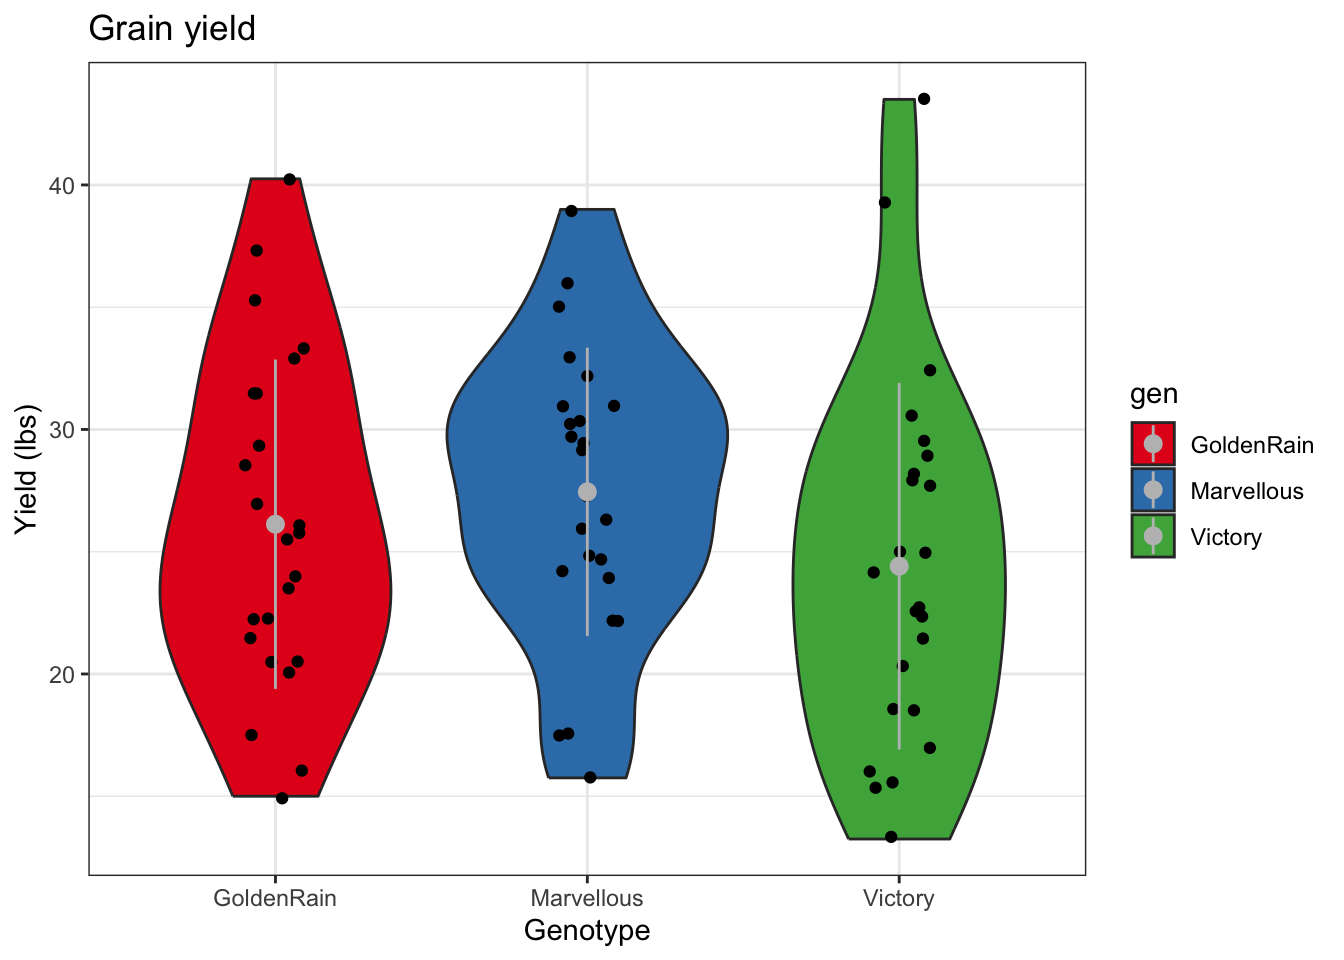 Grain yield
Yield (lbs)
40
30
20
GoldenRain
Marvellous
Victory
Genotype
gen
GoldenRain
Marvellous
Victory